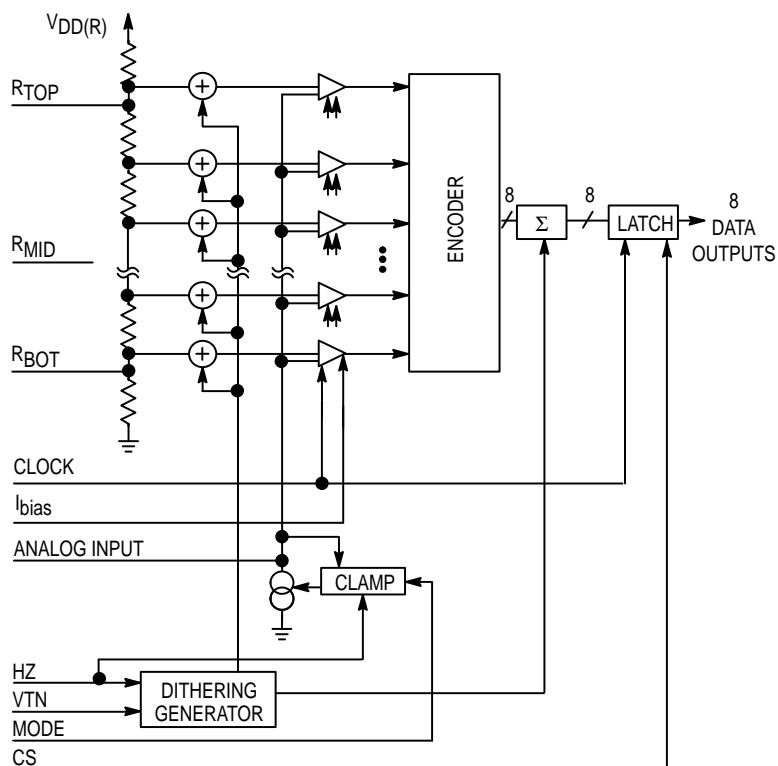 VDD(R)
RTOP
RMID
RBOT
+
+
+
+
+
ENCODER
8
Σ
8
LATCH
8
DATA
OUTPUTS
CLOCK
Ibias
ANALOG INPUT
CLAMP
HZ
VTN
MODE
CS
DITHERING
GENERATOR